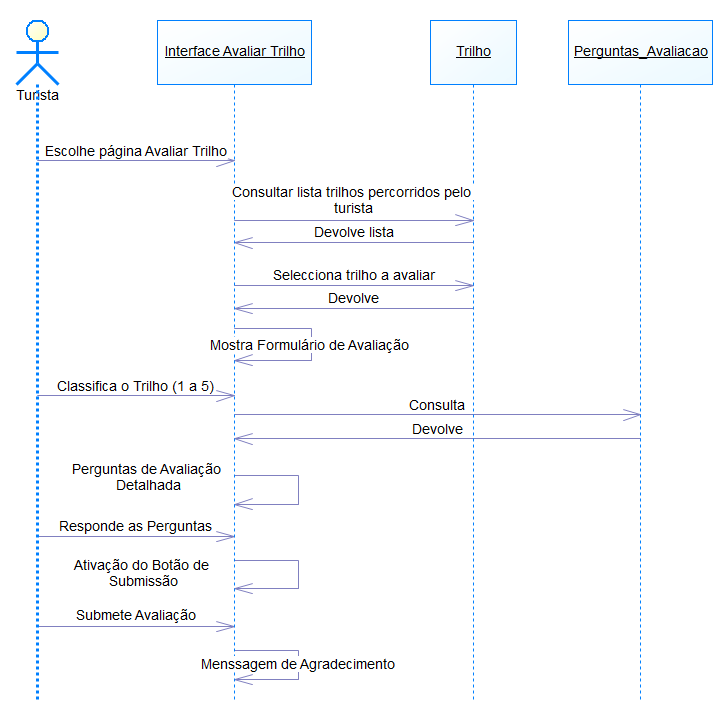 Turista
Interface Avaliar Trilho
Trilho
Perguntas_Avaliacao
Escolhe página Avaliar Trilho
Consultar lista trilhos percorridos pelo
turista
Devolve lista
Selecciona trilho a avaliar
Devolve
Mostra Formulário de Avaliação
Classifica o Trilho (1 a 5)
Consulta
Devolve
Perguntas de Avaliação
Detalhada
Responde as Perguntas
Ativação do Botão de
Submissão
Submete Avaliação
Menssagem de Agradecimento